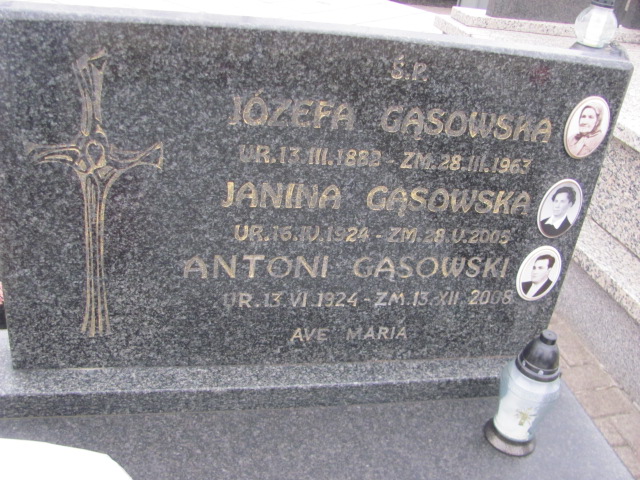 Ś.P.
JÓZEFA GĄSOWSKA
UR.13.III.1883 - ZM.28.III.1963
JANINA GĄSOWSKA
UR.16.IV.1924 - ZM.28.V.2005
ANTONI GĄSOWSKI
UR.13.VI.1924 - ZM.13.XII.2008
AVE MARIA